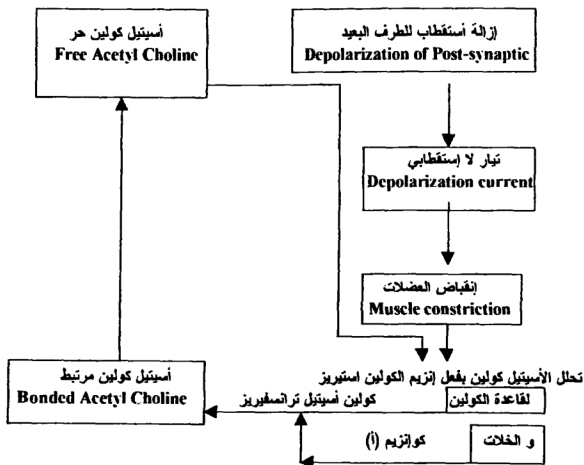 أسيتيل كولين حر
Free Acetyl Choline
إزالة أستقطاب للطرف البعيد
Depolarization of Post-synaptic
تيار لا إستقطابي
Depolarization current
إنقباض العضلات
Muscle constriction
تحلل الأسيتيل كولين بفعل إنزيم الكولين استيريز
لقاعدة الكولين
كولين أسيتيل ترانسفيريز
أسيتيل كولين مرتبط
Bonded Acetyl Choline
و الخلات
كوإنزيم (أ)